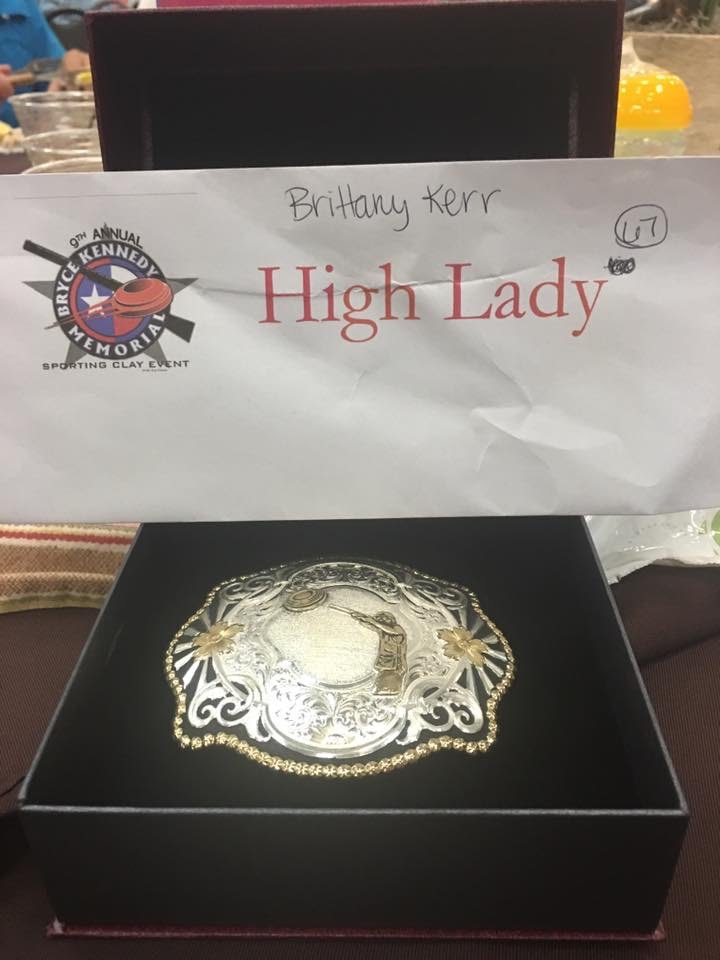 Brittany Kerr
67
High Lady
9TH ANNUAL
BRYCE KENNEDY
MEMORIAL
SPORTING CLAY EVENT